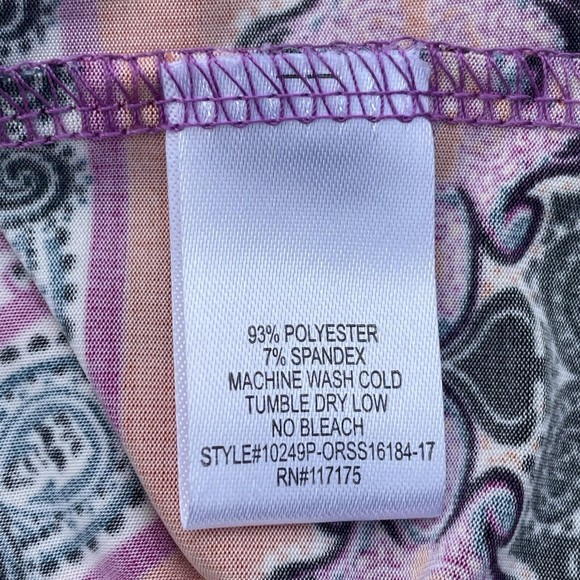 93% POLYESTER
7% SPANDEX
MACHINE WASH COLD
TUMBLE DRY LOW
NO BLEACH
STYLE#10249P-ORSS16184-17
RN#117175